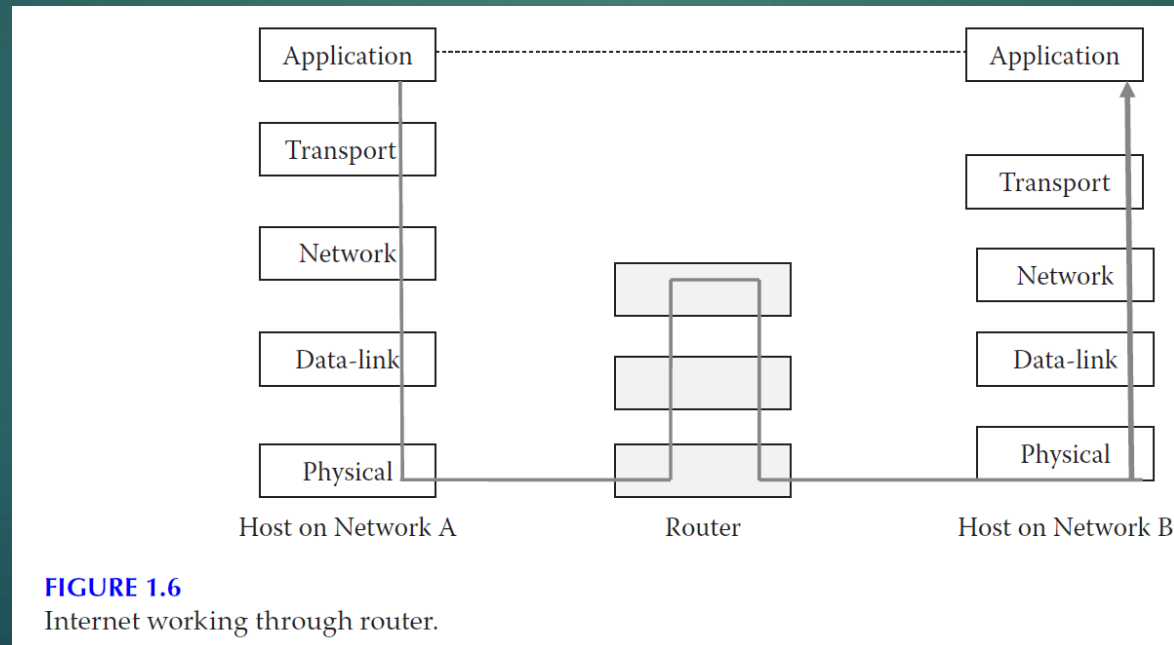 Application
Application
Transport
Transport
Network
Network
Data-link
Data-link
Physical
Physical
Host on Network A
Router
Host on Network B
FIGURE 1.6
Internet working through router.